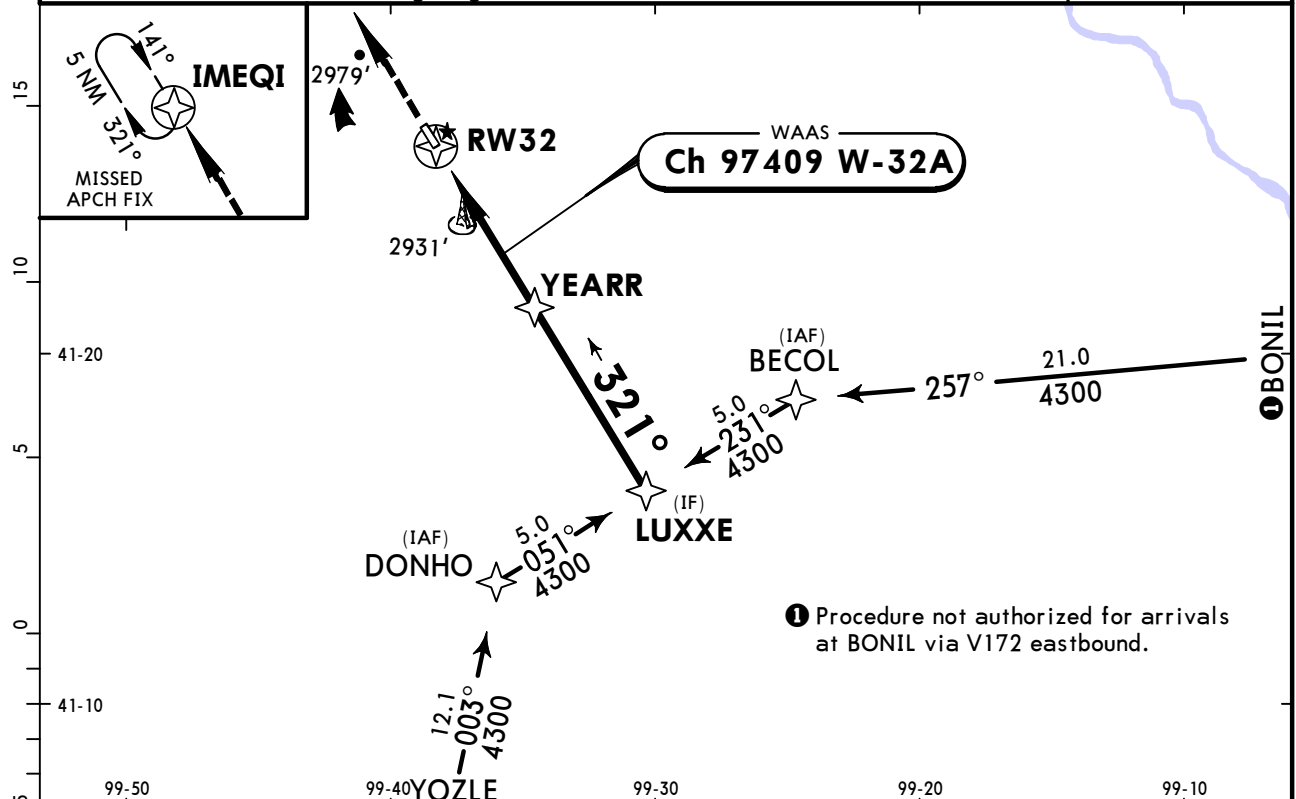 141°
5 NM
321°
IMEQI
MISSED
APCH FIX
2979'
RW32
WAAS
Ch 97409 W-32A
2931'
YEARR
15
10
5
0
41-20
321°
(IAF)
BECOL
257°
21.0
4300
❶BONIL
5.0
231°
4300
(IF)
LUXXE
(IAF)
DONHO
5.0
051°
4300
❶ Procedure not authorized for arrivals
at BONIL via V172 eastbound.
41-10
12.1
003°
4300
YOZLE
99-50
99-40
99-30
99-20
99-10